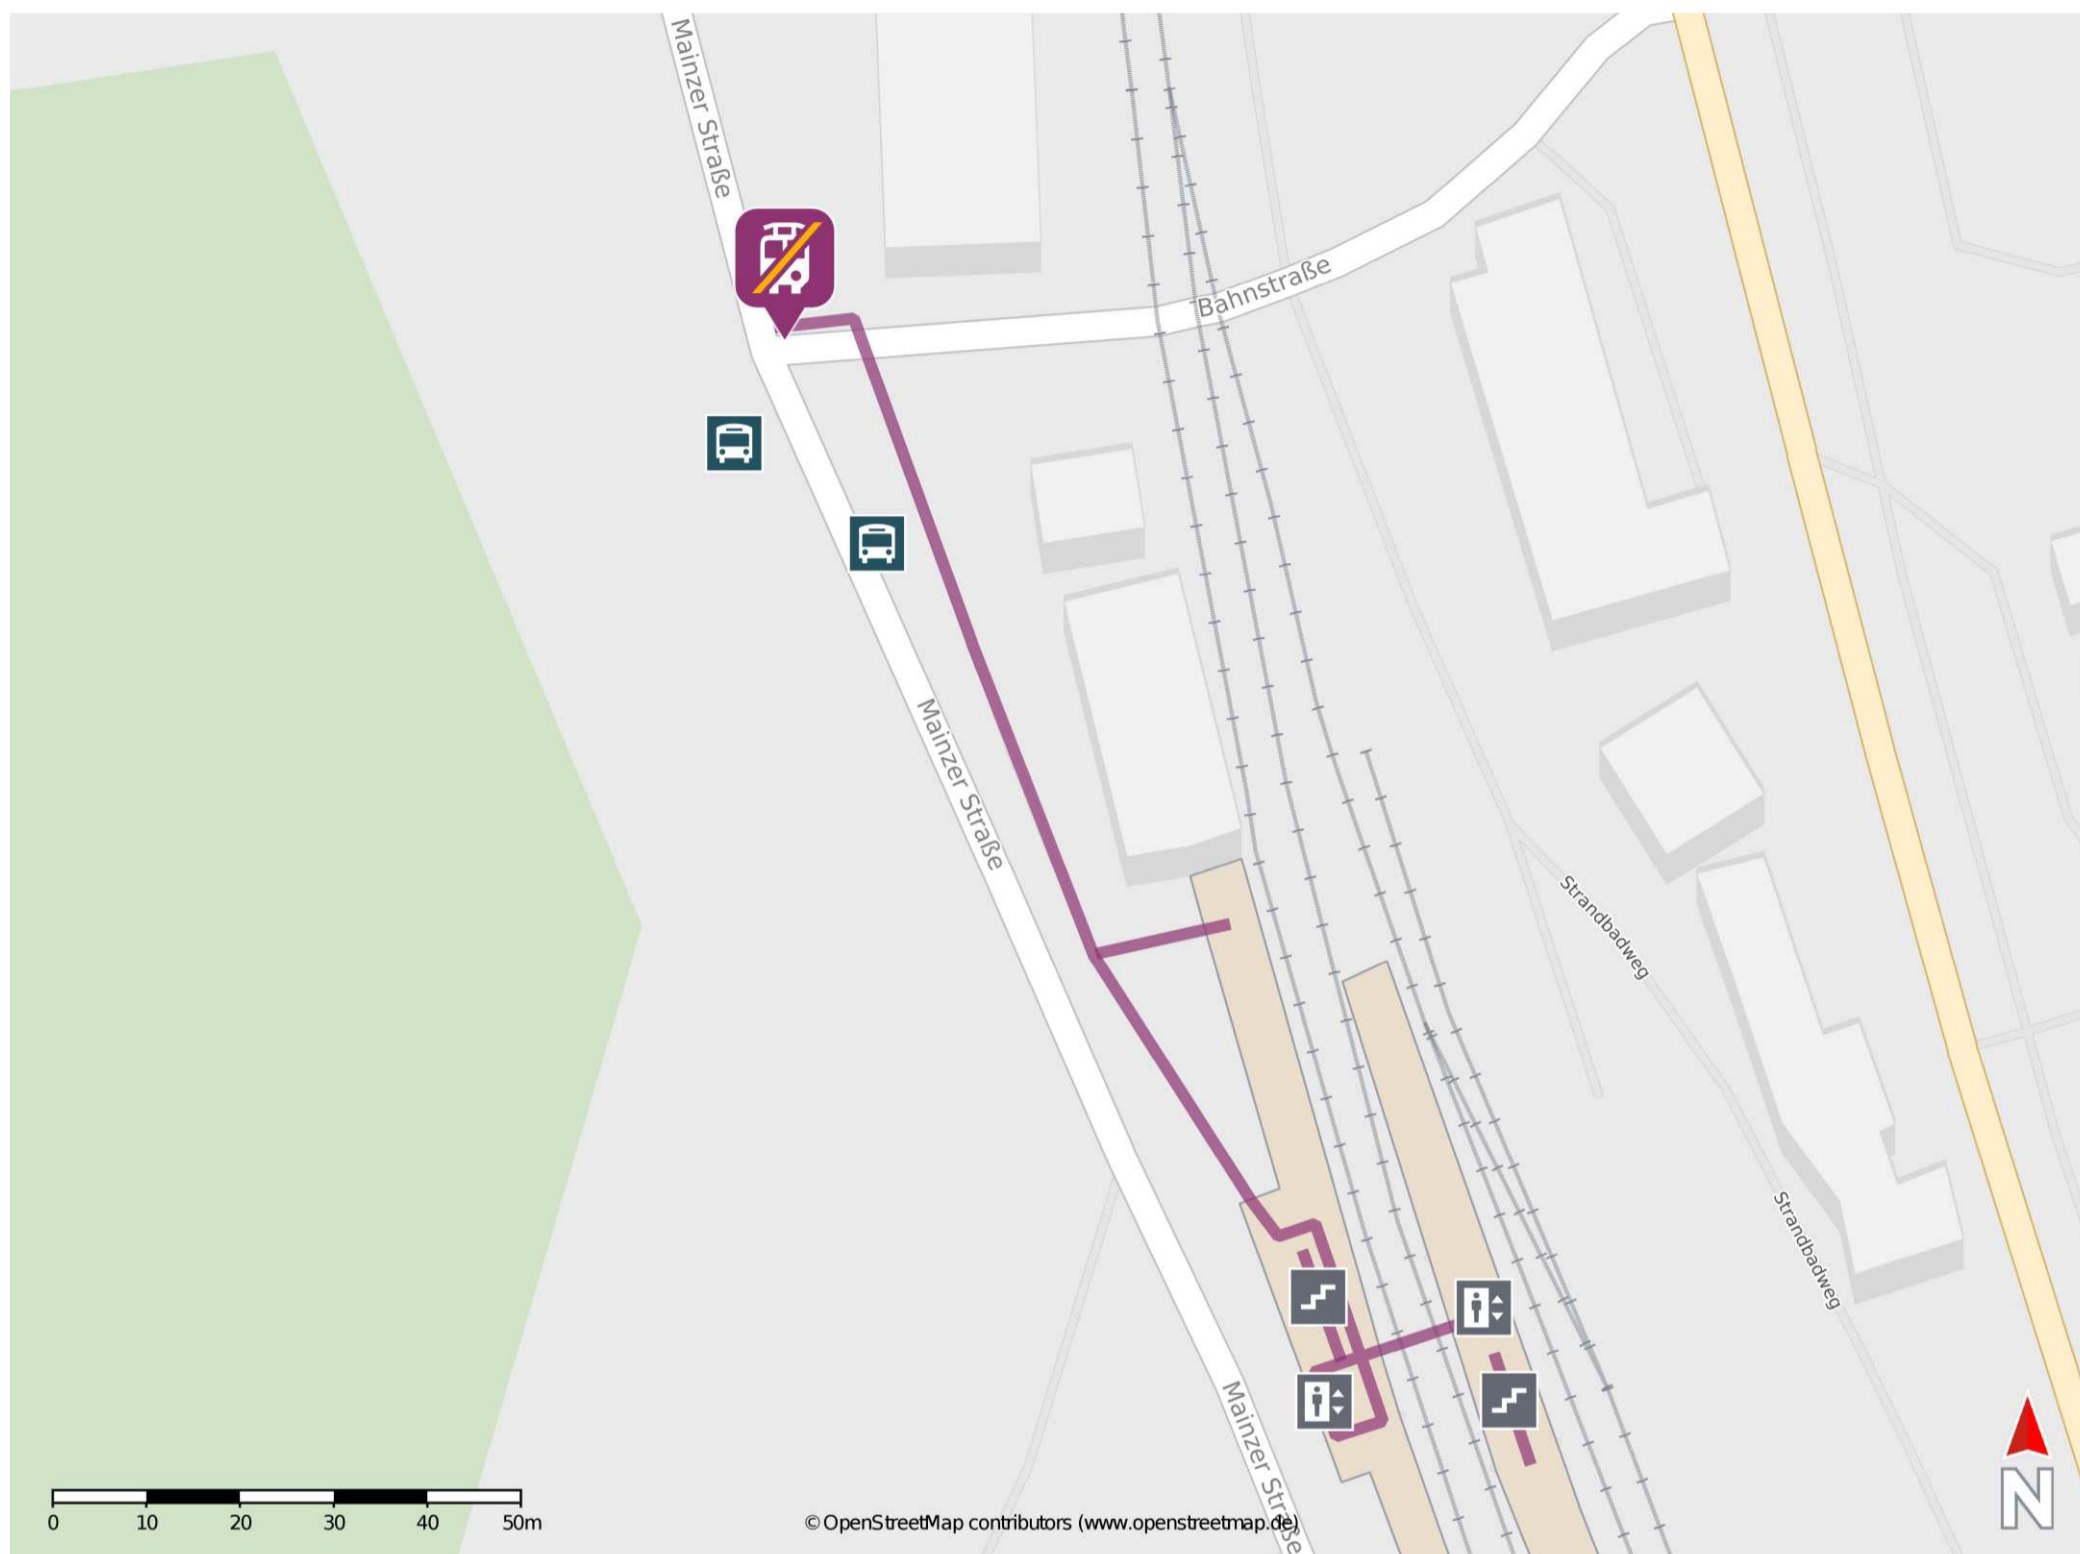 Mainzer Straße
Bahnstraße
Mainzer Straße
Strandbadweg
Strandbadweg
Mainzer Straße
N
0 10 20 30 40 50m
© OpenStreetMap contributors (www.openstreetmap.de)